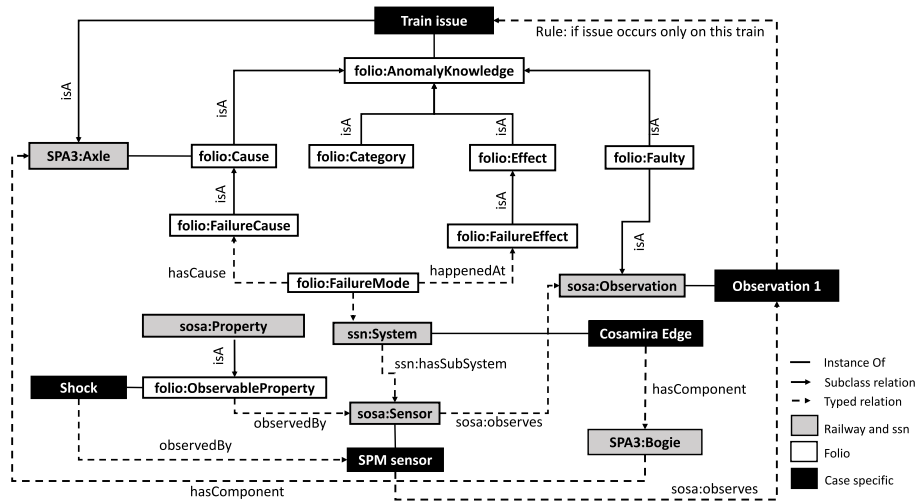 Train issue
Rule: if issue occurs only on this train
folio:AnomalyKnowledge
isA
isA
isA
isA
isA
SPA3:Axle
folio:Cause
folio:Category
folio:Effect
folio:Faulty
isA
isA
isA
folio:FailureCause
folio:FailureEffect
hasCause
happenedAt
folio:FailureMode
sosa:Observation
Observation 1
sosa:Property
ssn:System
Cosamira Edge
isA
ssn:hasSubSystem
Shock
folio:ObservableProperty
hasComponent
observedBy
sosa:Sensor
sosa:observes
observedBy
SPM sensor
SPA3:Bogie
hasComponent
sosa:observes
Instance Of
Subclass relation
Typed relation
Railway and ssn
Folio
Case specific